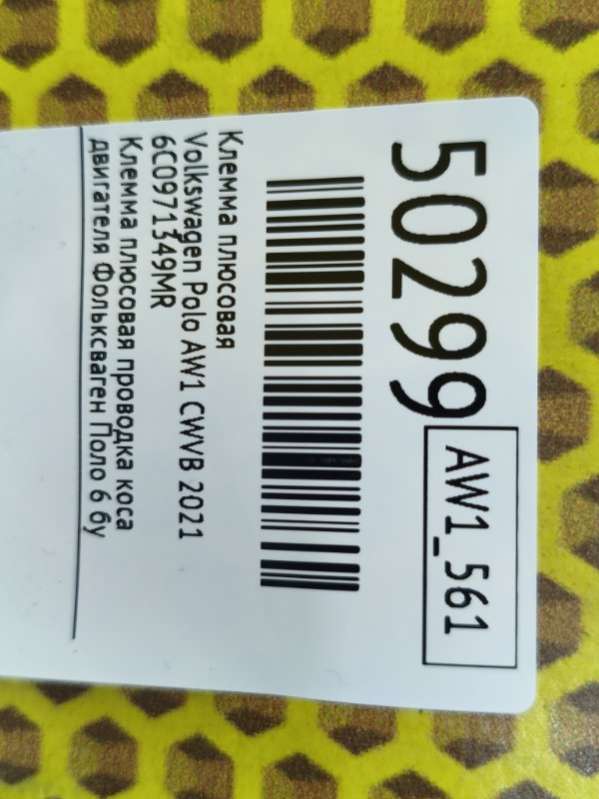 50299
AW1_561
Клемма плюсовая
Volkswagen Polo AW1 CWVB 2021
6C0971349MR
Клемма плюсовая проводка коса
двигателя Фольксваген Поло 6 бу